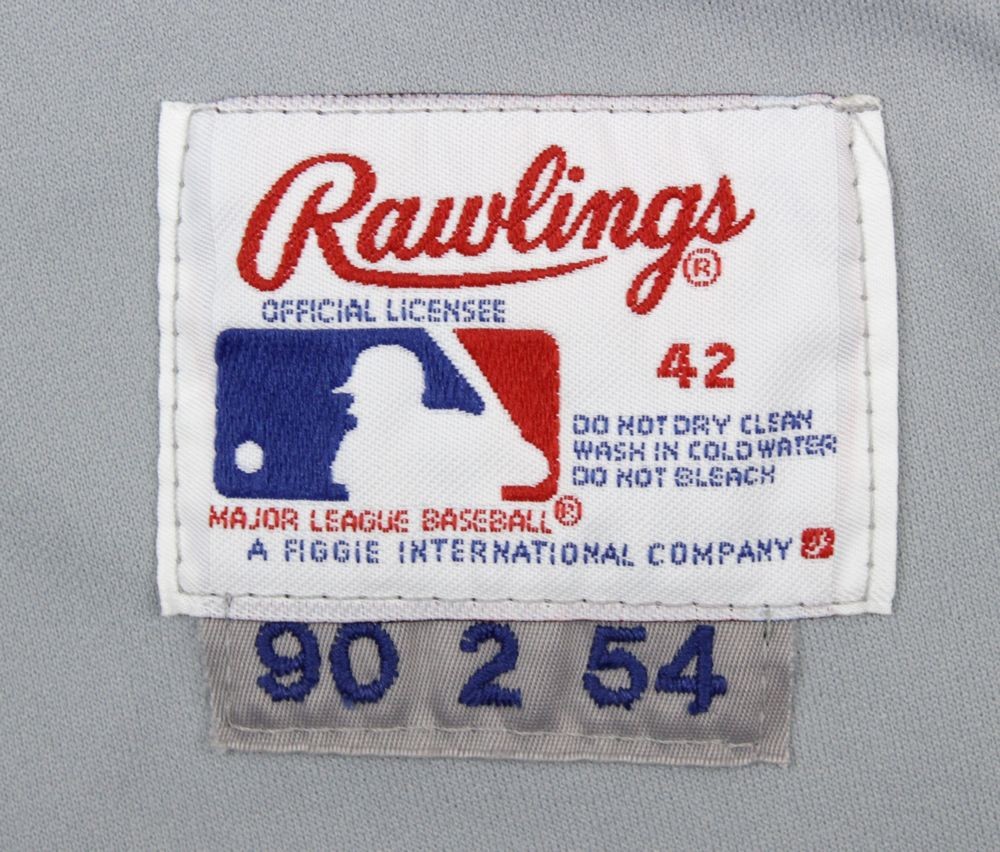 Rawlings®
OFFICIAL LICENSEE
42
DO NOT DRY CLEAN
WASH IN COLD WATER
DO NOT BLEACH
MAJOR LEAGUE BASEBALL®
A FIGGIE INTERNATIONAL COMPANY
90 2 54